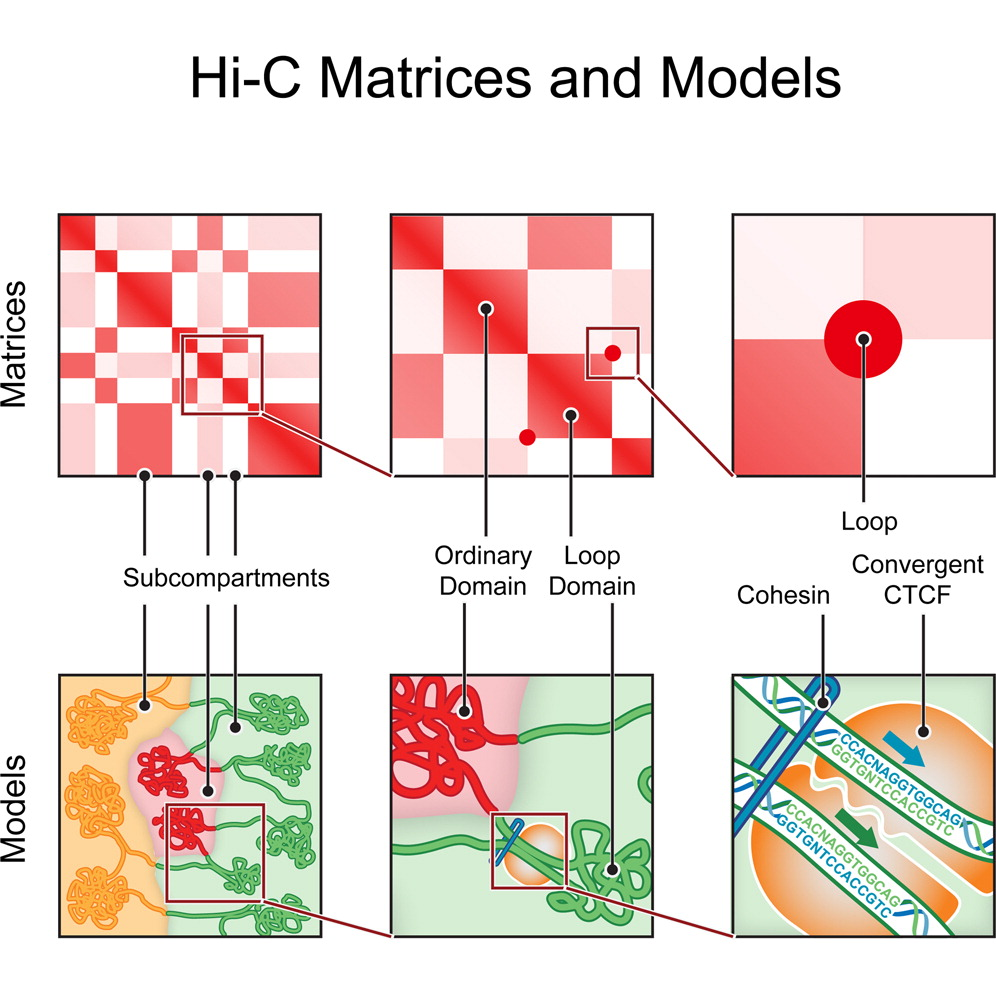 Hi-C Matrices and Models
Matrices
Loop
Ordinary
Domain
Loop
Domain
Subcompartments
Convergent
CTCF
Cohesin
Models
CCACNAGGTGGCAG
GGTGNTCCACCGTC
CCACNAGGTGGCAG
GGTGNTCCACCGTC